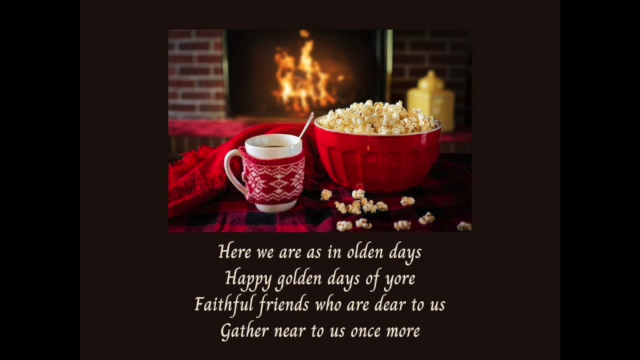 Here we are as in olden days
Happy golden days of yore
Faithful friends who are dear to us
Gather near to us once more